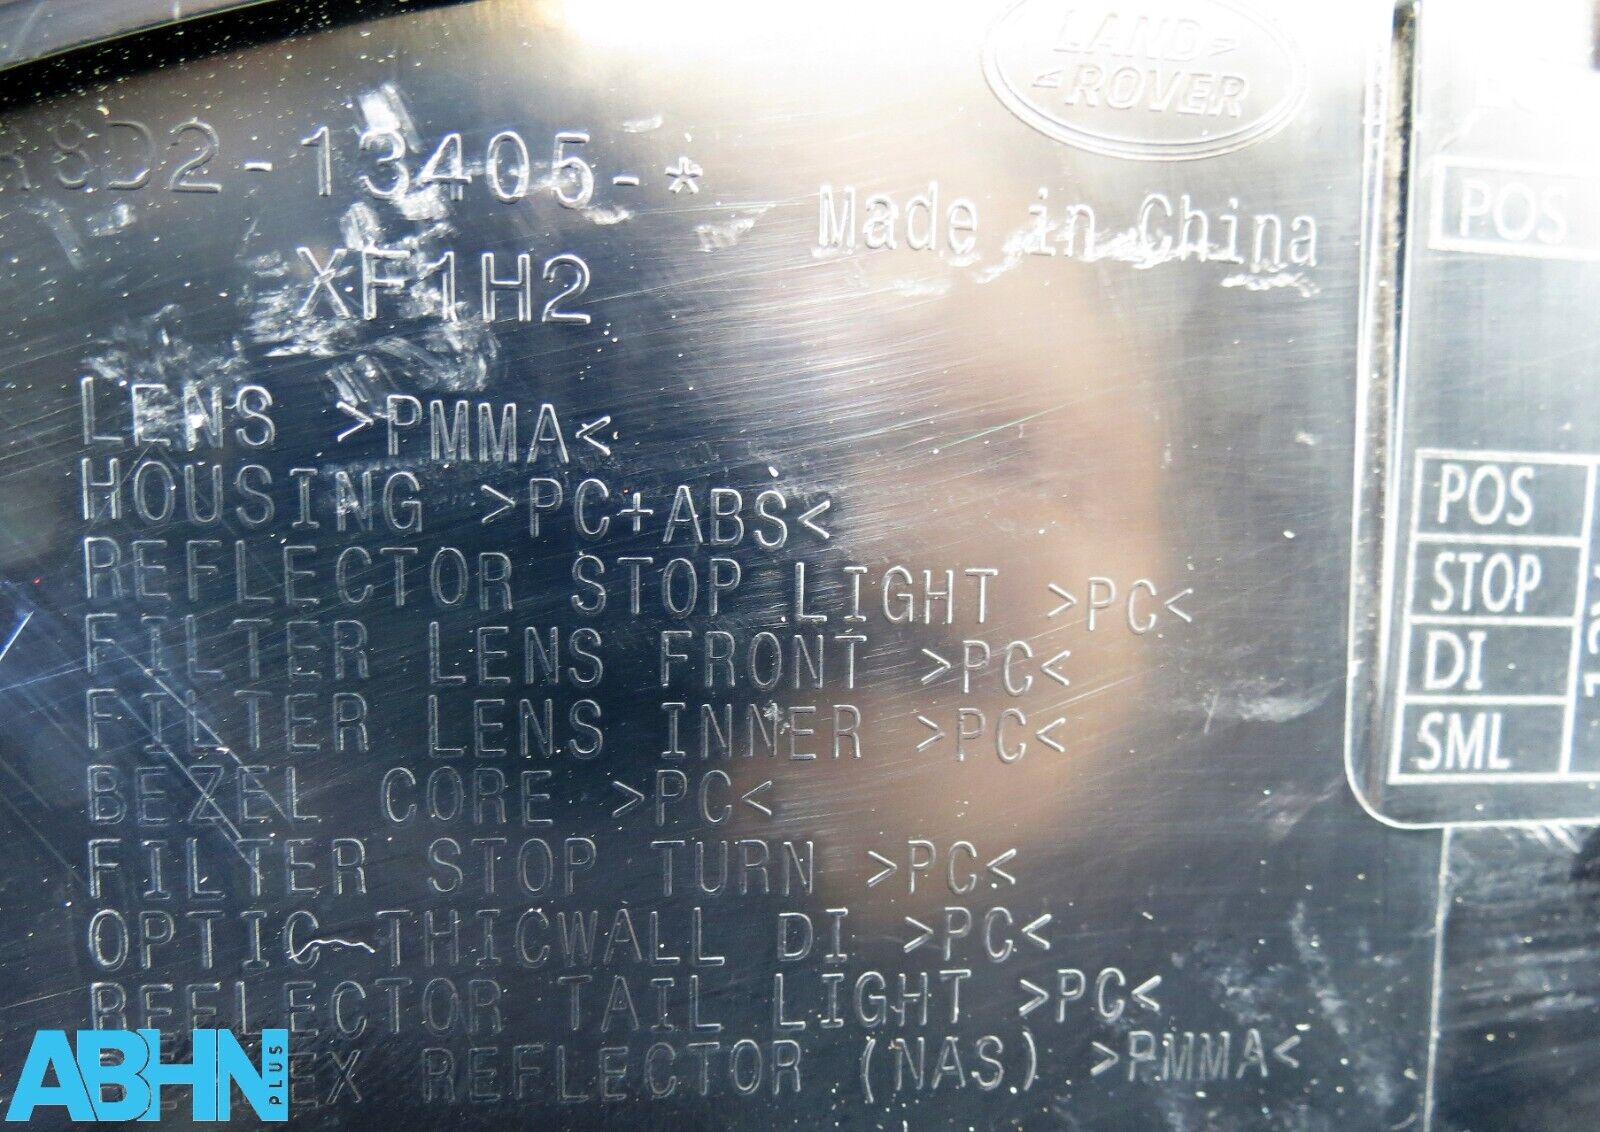 LAND
ROVER
8D2-13405-*
Made in China
XF1H2
LENS >PMMA<
HOUSING >PC+ABS<
REFLECTOR STOP LIGHT >PC<
FILTER LENS FRONT >PC<
FILTER LENS INNER >PC<
BEZEL CORE >PC<
FILTER STOP TURN >PC<
OPTIC THICWALL DI >PC<
REFLECTOR TAIL LIGHT >PC<
REFLECTOR (NAS) >PMMA<
POS
POS
STOP
DI
SML
ABHN
PLUS